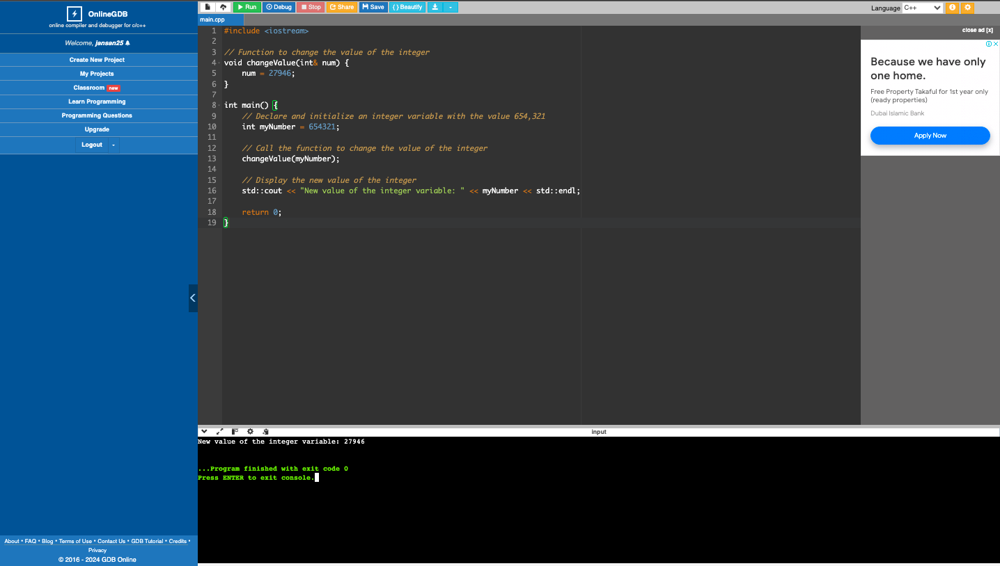 OnlineGDB
online compiler and debugger for c/c++
Welcome, jansan25
Create New Project
My Projects
Classroom new
Learn Programming
Programming Questions
Upgrade
Logout
About • FAQ • Blog • Terms of Use • Contact Us • GDB Tutorial • Credits •
Privacy
© 2016 - 2024 GDB Online
Run Debug Stop Share Save {} Beautify
Language C++
main.cpp
1 #include <iostream>
2
3 // Function to change the value of the integer
4 void changeValue(int& num) {
5     num = 27946;
6 }
7
8 int main() {
9     // Declare and initialize an integer variable with the value 654,321
10     int myNumber = 654321;
11
12     // Call the function to change the value of the integer
13     changeValue(myNumber);
14
15     // Display the new value of the integer
16     std::cout << "New value of the integer variable: " << myNumber << std::endl;
17
18     return 0;
19 }
close ad [x]
Because we have only
one home.
Free Property Takaful for 1st year only
(ready properties)
Dubai Islamic Bank
Apply Now
input
New value of the integer variable: 27946
...Program finished with exit code 0
Press ENTER to exit console.